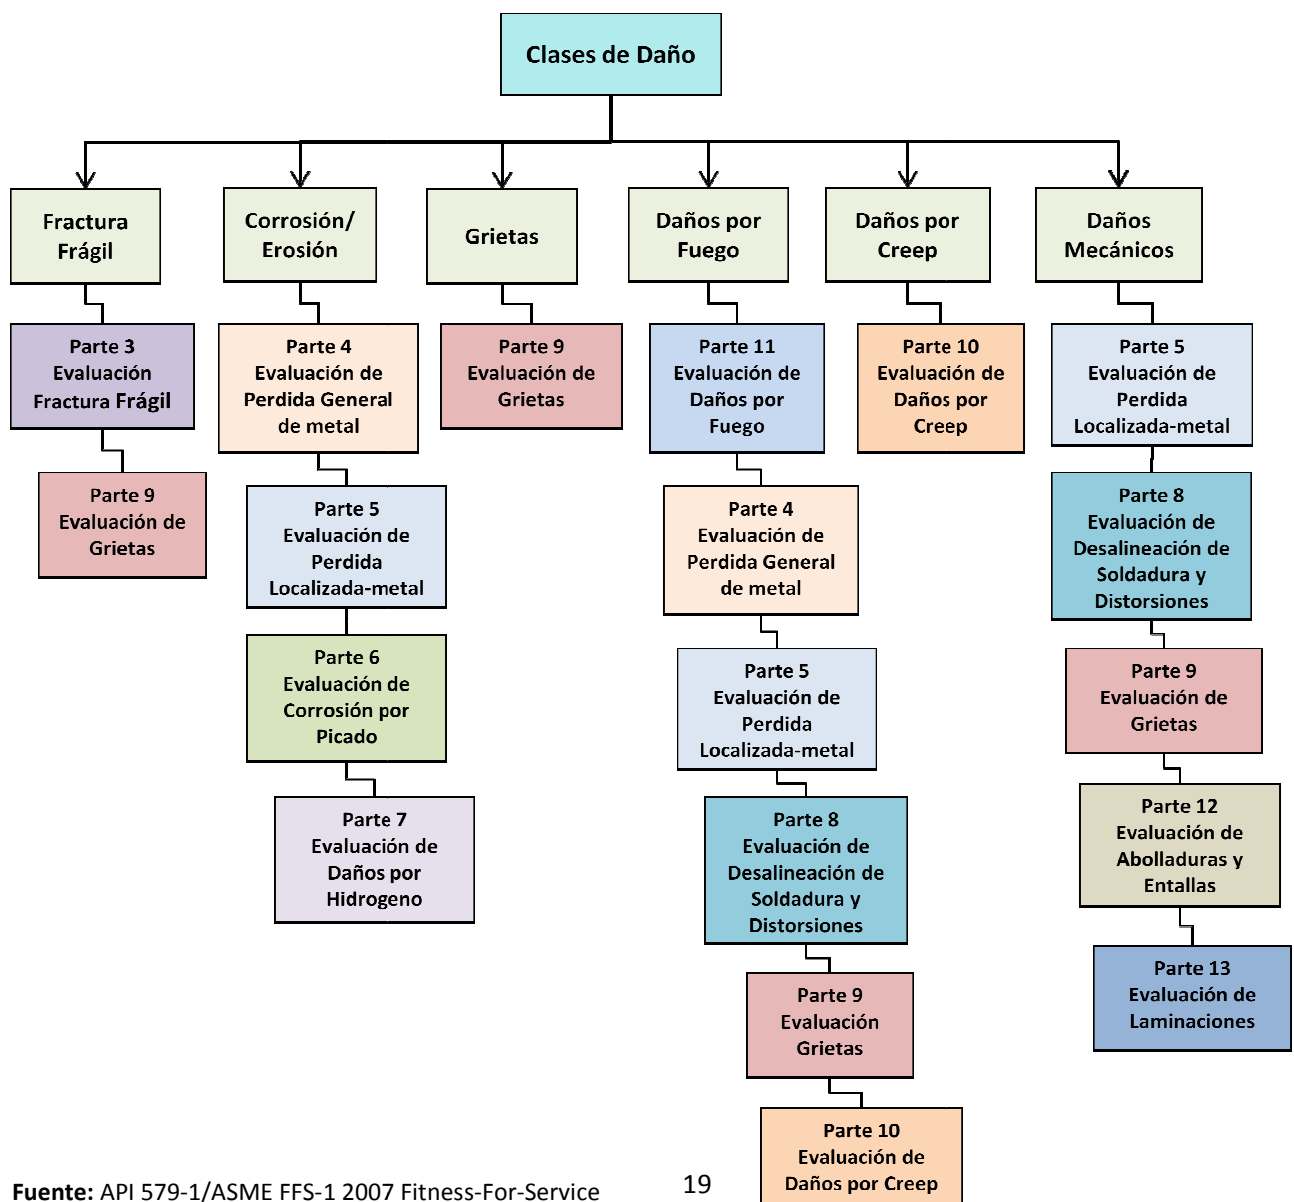 Clases de Daño
Fractura
Frágil
Corrosión/
Erosión
Grietas
Daños por
Fuego
Daños por
Creep
Daños
Mecánicos
Parte 3
Evaluación
Fractura Frágil
Parte 9
Evaluación de
Grietas
Parte 4
Evaluación de
Perdida General
de metal
Parte 5
Evaluación de
Perdida
Localizada-metal
Parte 6
Evaluación de
Corrosión por
Picado
Parte 7
Evaluación de
Daños por
Hidrogeno
Parte 9
Evaluación de
Grietas
Parte 11
Evaluación de
Daños por
Fuego
Parte 4
Evaluación de
Perdida General
de metal
Parte 5
Evaluación de
Perdida
Localizada-metal
Parte 8
Evaluación de
Desalineación de
Soldadura y
Distorsiones
Parte 9
Evaluación
Grietas
Parte 10
Evaluación de
Daños por Creep
Parte 10
Evaluación de
Daños por
Creep
Parte 5
Evaluación de
Perdida
Localizada-metal
Parte 8
Evaluación de
Desalineación de
Soldadura y
Distorsiones
Parte 9
Evaluación de
Grietas
Parte 12
Evaluación de
Abolladuras y
Entallas
Parte 13
Evaluación de
Laminaciones
Fuente: API 579-1/ASME FFS-1 2007 Fitness-For-Service
19